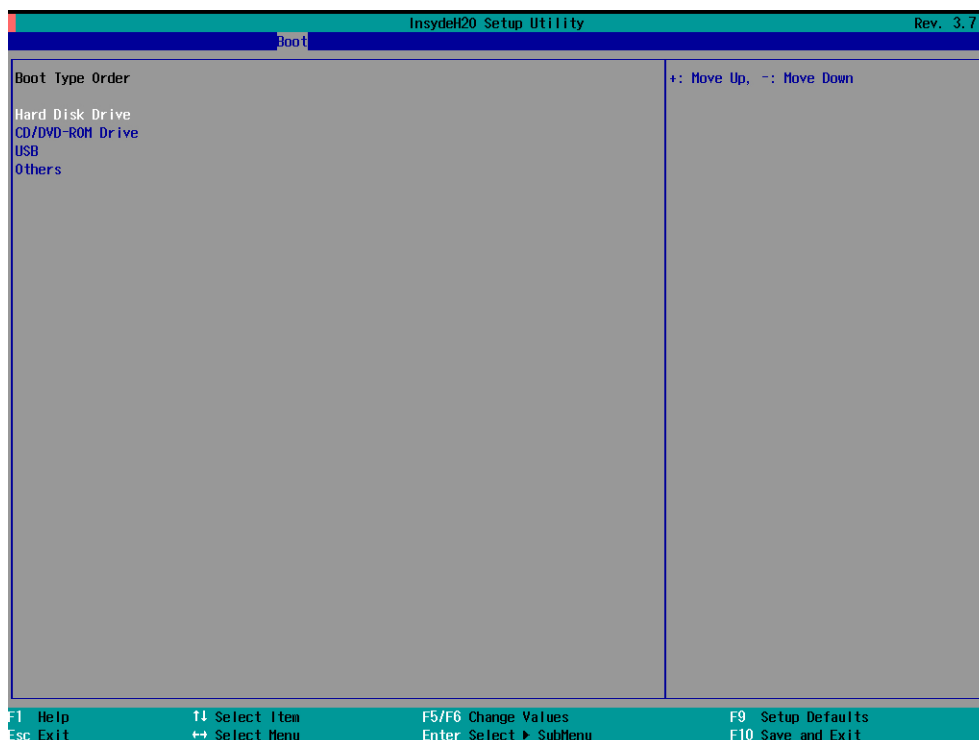 InsydeH2O Setup Utility Rev. 3.7
Boot
Boot Type Order
+: Move Up, -: Move Down
Hard Disk Drive
CD/DVD-ROM Drive
USB
Others
F1 Help ↑↓ Select Item F5/F6 Change Values F9 Setup Defaults
Esc Exit ↔ Select Menu Enter Select ▶ SubMenu F10 Save and Exit